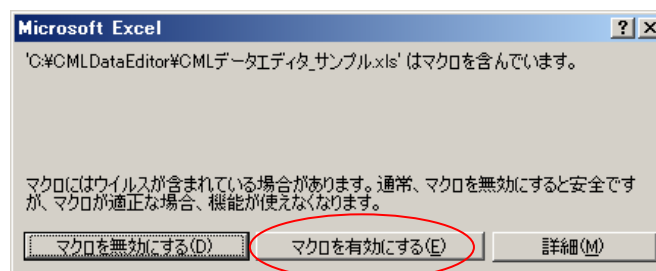 Microsoft Excel
'C:¥CMLDataEditor¥CMLデータエディタ_サンプル.xls' はマクロを含んでいます。
マクロにはウイルスが含まれている場合があります。通常、マクロを無効にすると安全です
が、マクロが適正な場合、機能が使えなくなります。
マクロを無効にする(D) マクロを有効にする(E) 詳細(M)